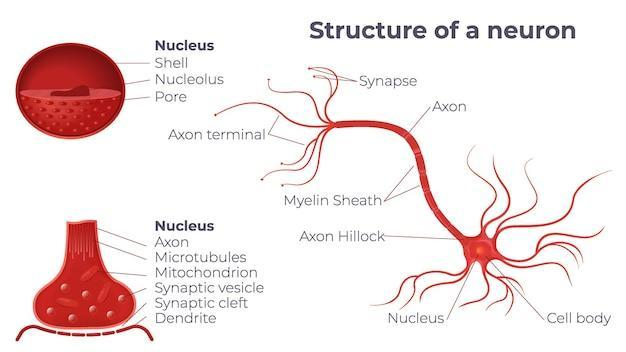 Structure of a neuron
Nucleus
Shell
Nucleolus
Pore
Synapse
Axon
Axon terminal
Myelin Sheath
Axon Hillock
Nucleus
Cell body
Nucleus
Axon
Microtubules
Mitochondrion
Synaptic vesicle
Synaptic cleft
Dendrite